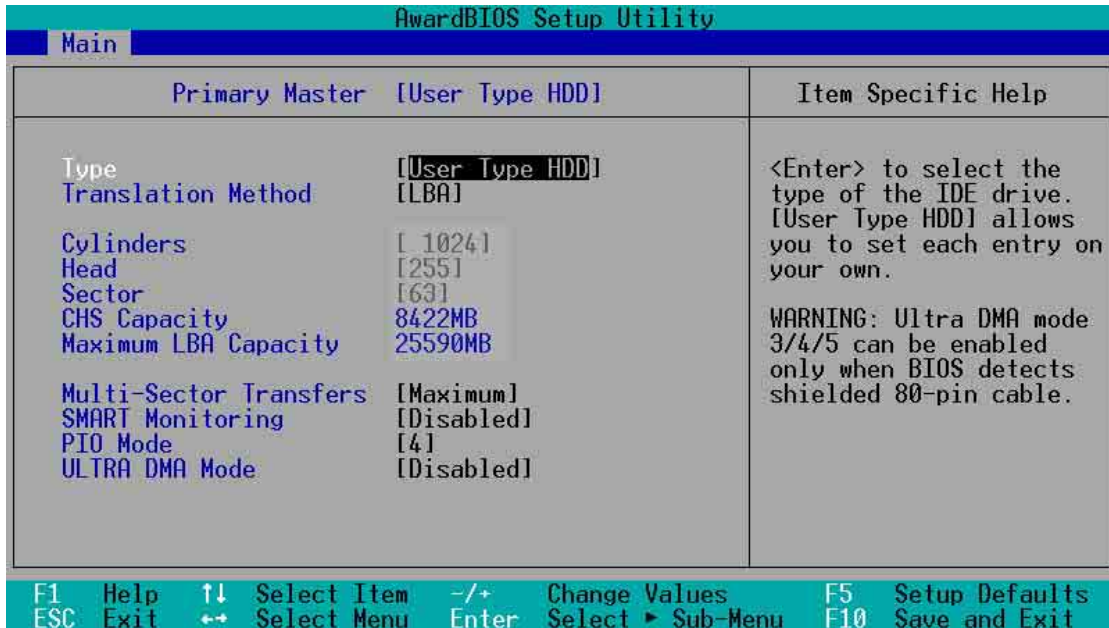 AwardBIOS Setup Utility
Main
Primary Master [User Type HDD]
Item Specific Help
Type [User Type HDD]
Translation Method [LBA]
Cylinders [ 1024]
Head [255]
Sector [63]
CHS Capacity 8422MB
Maximum LBA Capacity 25590MB
Multi-Sector Transfers [Maximum]
SMART Monitoring [Disabled]
PIO Mode [4]
ULTRA DMA Mode [Disabled]
<Enter> to select the
type of the IDE drive.
[User Type HDD] allows
you to set each entry on
your own.
WARNING: Ultra DMA mode
3/4/5 can be enabled
only when BIOS detects
shielded 80-pin cable.
F1 Help ↑↓ Select Item -/+ Change Values F5 Setup Defaults
ESC Exit ←→ Select Menu Enter Select ► Sub-Menu F10 Save and Exit